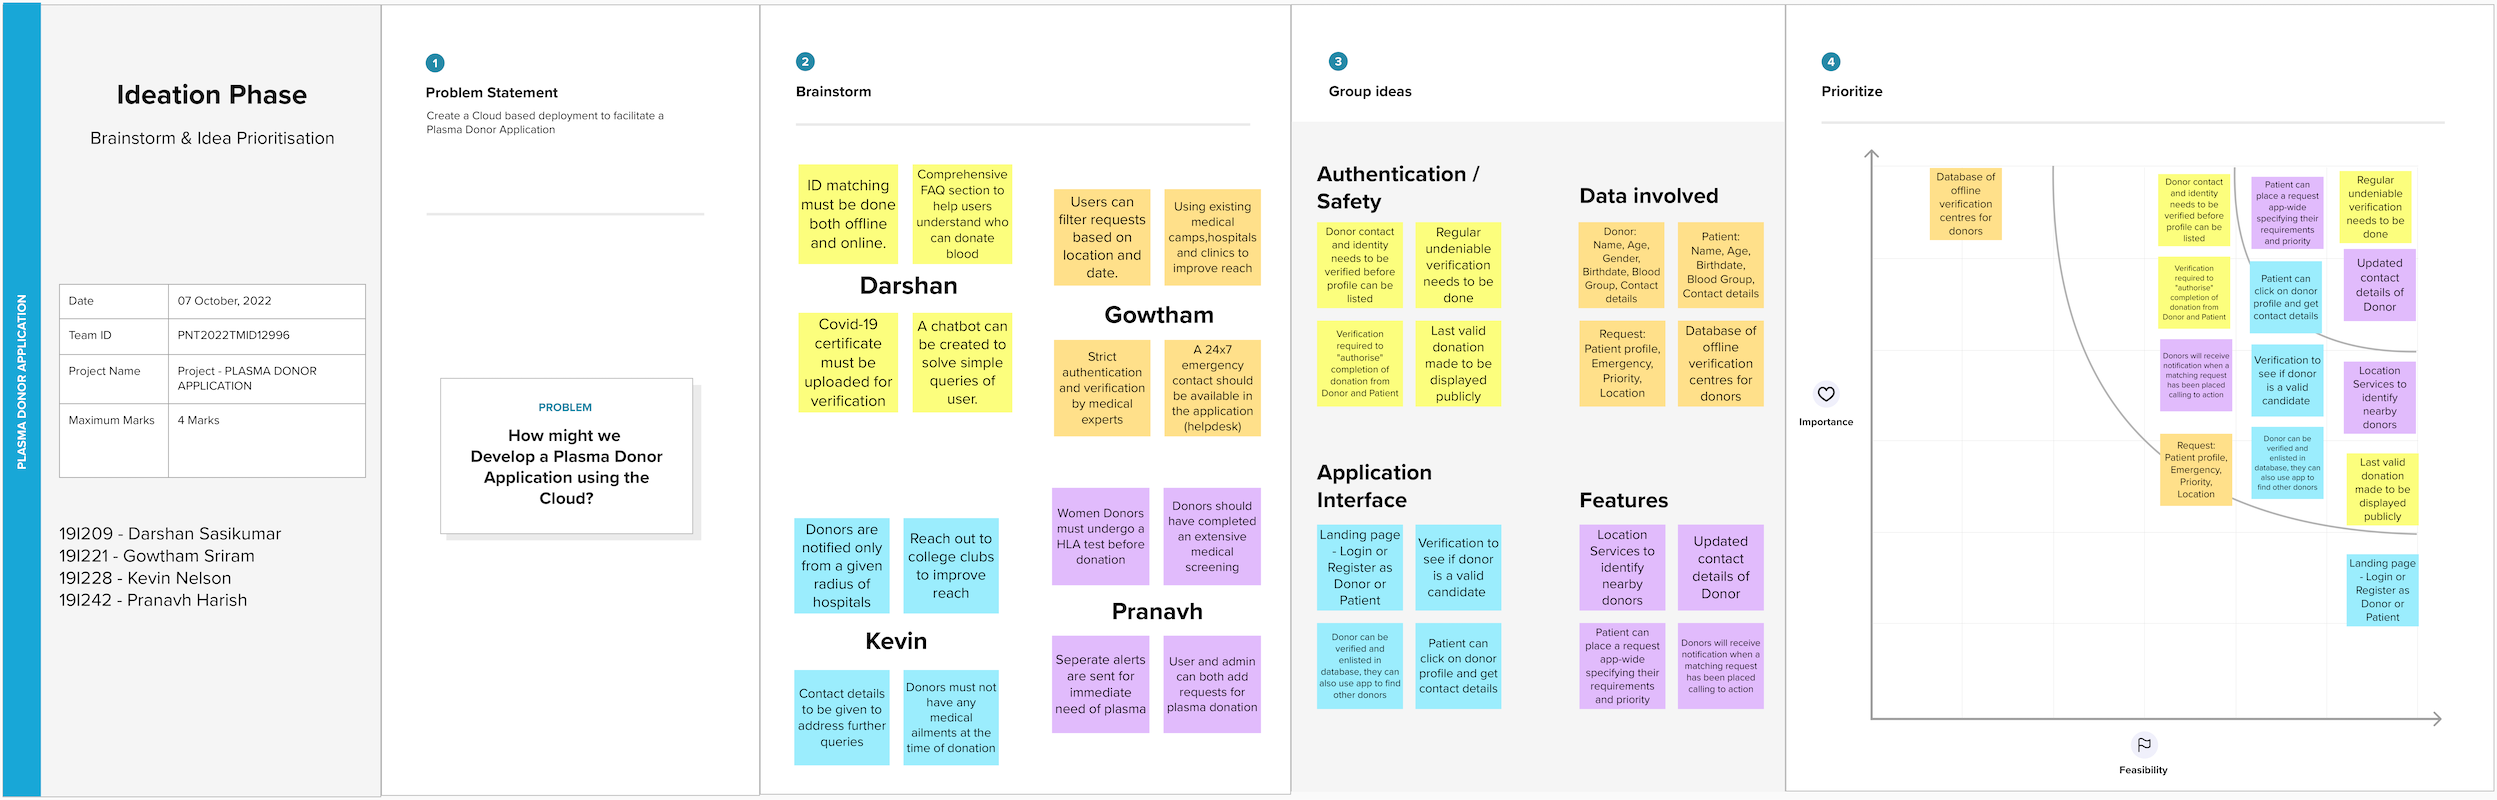 PLASMA DONOR APPLICATION
Ideation Phase
Brainstorm & Idea Prioritisation
Date 07 October, 2022
Team ID PNT2022TMID12996
Project Name Project - PLASMA DONOR
APPLICATION
Maximum Marks 4 Marks
19I209 - Darshan Sasikumar
19I221 - Gowtham Sriram
19I228 - Kevin Nelson
19I242 - Pranavh Harish
1
Problem Statement
Create a Cloud based deployment to facilitate a
Plasma Donor Application
PROBLEM
How might we
Develop a Plasma Donor
Application using the
Cloud?
2
Brainstorm
ID matching
must be done
both offline
and online.
Comprehensive
FAQ section to
help users
understand who
can donate
blood
Darshan
Covid-19
certificate
must be
uploaded for
verification
A chatbot can
be created to
solve simple
queries of
user.
Users can
filter requests
based on
location and
date.
Using existing
medical
camps,hospitals
and clinics to
improve reach
Gowtham
Strict
authentication
and verification
by medical
experts
A 24x7
emergency
contact should
be available in
the application
(helpdesk)
Donors are
notified only
from a given
radius of
hospitals
Reach out to
college clubs
to improve
reach
Kevin
Contact details
to be given to
address further
queries
Donors must not
have any
medical
ailments at the
time of donation
Women Donors
must undergo a
HLA test before
donation
Donors should
have completed
an extensive
medical
screening
Pranavh
Seperate alerts
are sent for
immediate
need of plasma
User and admin
can both add
requests for
plasma donation
3
Group ideas
Authentication /
Safety
Donor contact
and identity
needs to be
verified before
profile can be
listed
Regular
undeniable
verification
needs to be
done
Verification
required to
"authorise"
completion of
donation from
Donor and Patient
Last valid
donation
made to be
displayed
publicly
Data involved
Donor:
Name, Age,
Gender,
Birthdate, Blood
Group, Contact
details
Patient:
Name, Age,
Birthdate,
Blood Group,
Contact details
Request:
Patient profile,
Emergency,
Priority,
Location
Database of
offline
verification
centres for
donors
Application
Interface
Landing page
- Login or
Register as
Donor or
Patient
Verification to
see if donor
is a valid
candidate
Donor can be
verified and
enlisted in
database, they can
also use app to find
other donors
Patient can
click on donor
profile and get
contact details
Features
Location
Services to
identify
nearby
donors
Updated
contact
details of
Donor
Patient can
place a request
app-wide
specifying their
requirements
and priority
Donors will receive
notification when a
matching request
has been placed
calling to action
4
Prioritize
Importance
Database of
offline
verification
centres for
donors
Donor contact
and identity
needs to be
verified before
profile can be
listed
Patient can
place a request
app-wide
specifying their
requirements
and priority
Regular
undeniable
verification
needs to be
done
Verification
required to
"authorise"
completion of
donation from
Donor and Patient
Patient can
click on donor
profile and get
contact details
Updated
contact
details of
Donor
Donors will receive
notification when a
matching request
has been placed
calling to action
Verification to
see if donor
is a valid
candidate
Location
Services to
identify
nearby
donors
Request:
Patient profile,
Emergency,
Priority,
Location
Donor can be
verified and
enlisted in
database, they can
also use app to
find other donors
Last valid
donation
made to be
displayed
publicly
Landing page
- Login or
Register as
Donor or
Patient
Feasibility